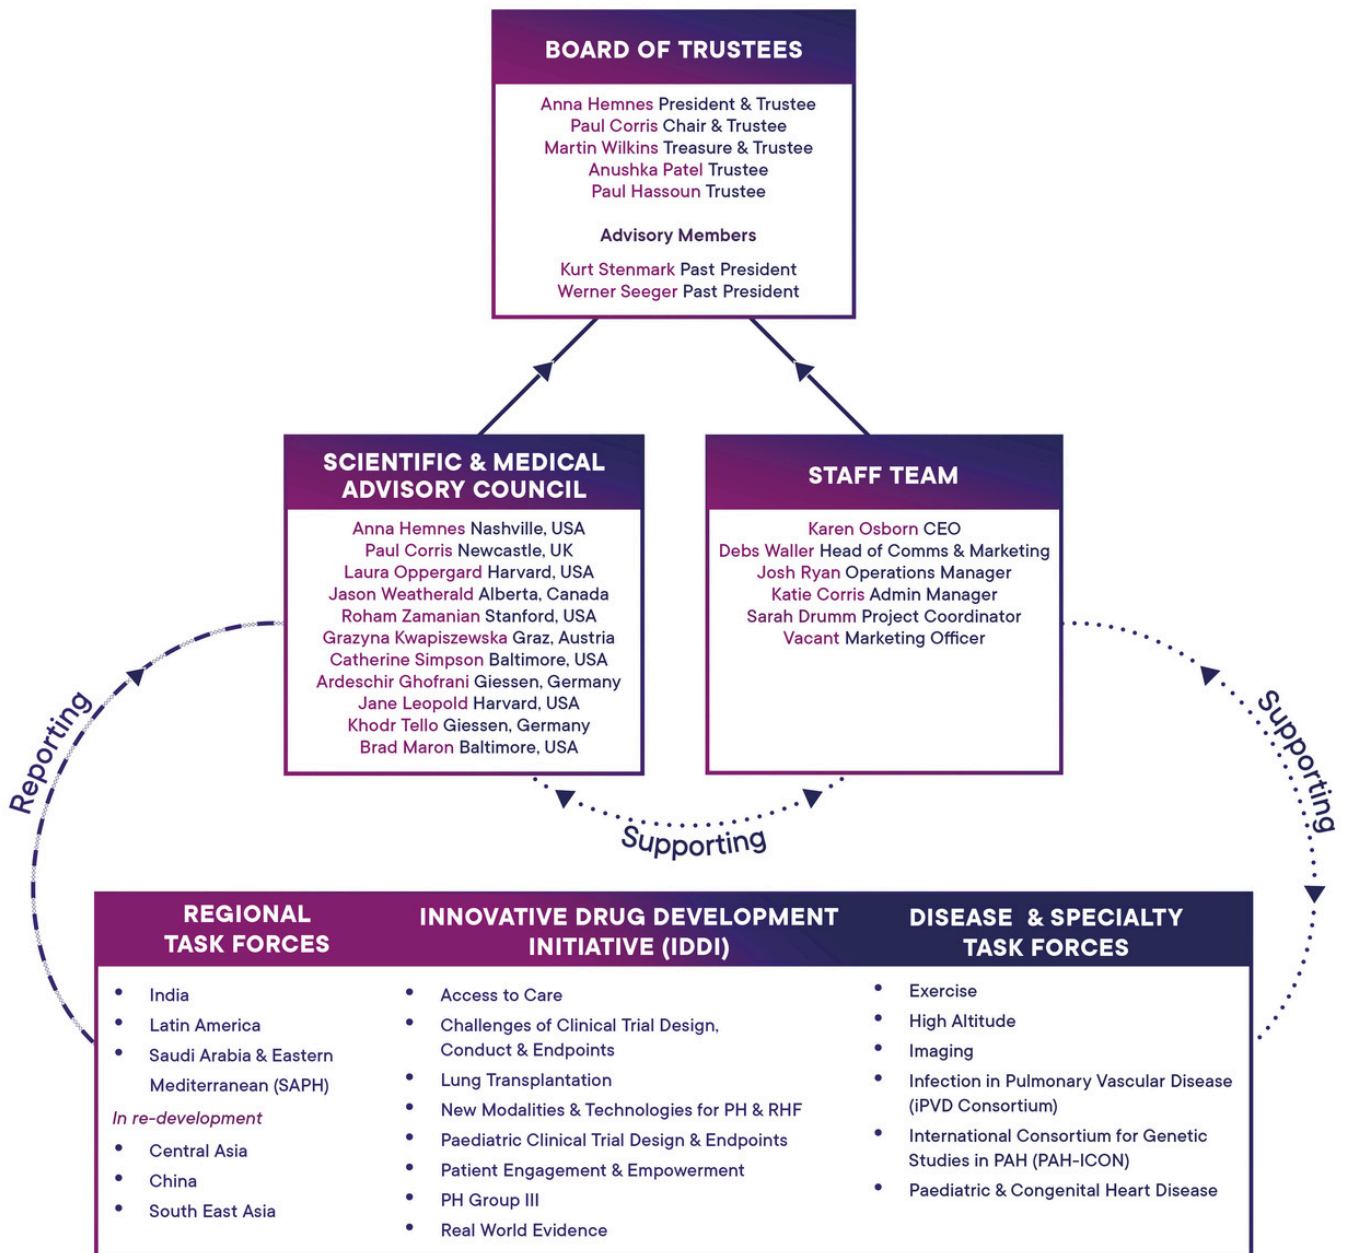 BOARD OF TRUSTEES
Anna Hemnes President & Trustee
Paul Corris Chair & Trustee
Martin Wilkins Treasure & Trustee
Anushka Patel Trustee
Paul Hassoun Trustee
Advisory Members
Kurt Stenmark Past President
Werner Seeger Past President
SCIENTIFIC & MEDICAL
ADVISORY COUNCIL
Anna Hemnes Nashville, USA
Paul Corris Newcastle, UK
Laura Oppergard Harvard, USA
Jason Weatherald Alberta, Canada
Roham Zamanian Stanford, USA
Grazyna Kwapiszewska Graz, Austria
Catherine Simpson Baltimore, USA
Ardeschir Ghofrani Giessen, Germany
Jane Leopold Harvard, USA
Khodr Tello Giessen, Germany
Brad Maron Baltimore, USA
STAFF TEAM
Karen Osborn CEO
Debs Waller Head of Comms & Marketing
Josh Ryan Operations Manager
Katie Corris Admin Manager
Sarah Drumm Project Coordinator
Vacant Marketing Officer
Reporting
Supporting
Supporting
REGIONAL
TASK FORCES
• India
• Latin America
• Saudi Arabia & Eastern
Mediterranean (SAPH)
In re-development
• Central Asia
• China
• South East Asia
INNOVATIVE DRUG DEVELOPMENT
INITIATIVE (IDDI)
• Access to Care
• Challenges of Clinical Trial Design,
Conduct & Endpoints
• Lung Transplantation
• New Modalities & Technologies for PH & RHF
• Paediatric Clinical Trial Design & Endpoints
• Patient Engagement & Empowerment
• PH Group III
• Real World Evidence
DISEASE & SPECIALTY
TASK FORCES
• Exercise
• High Altitude
• Imaging
• Infection in Pulmonary Vascular Disease
(iPVD Consortium)
• International Consortium for Genetic
Studies in PAH (PAH-ICON)
• Paediatric & Congenital Heart Disease